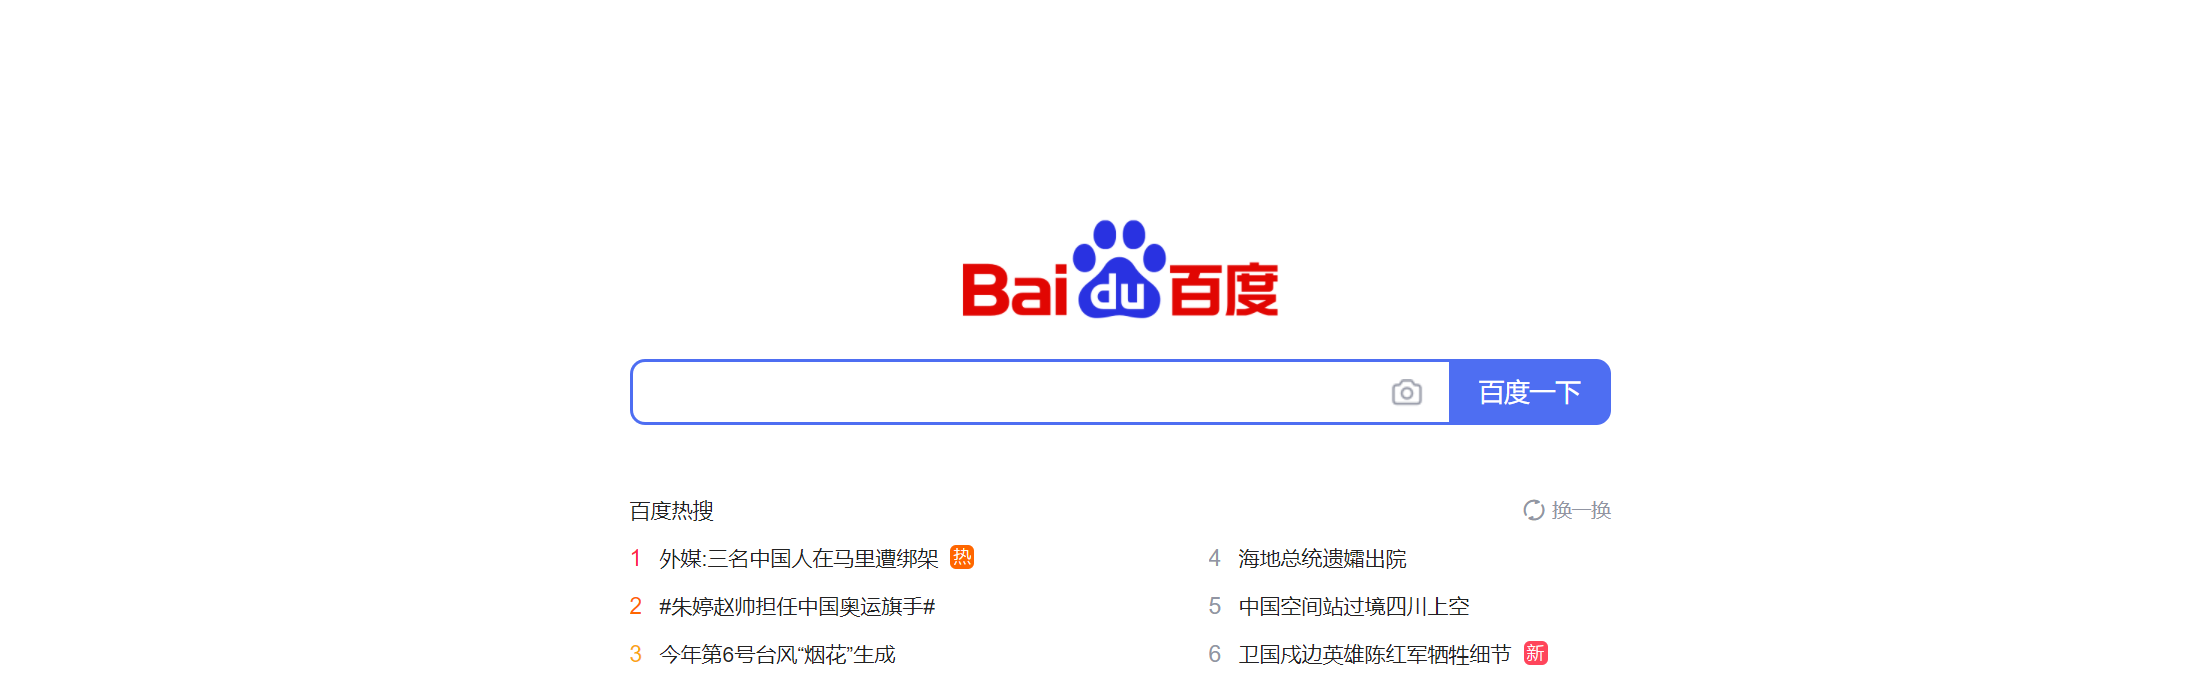 Bai du 百度
百度一下
百度热搜
换一换
1 外媒:三名中国人在马里遭绑架 热
2 #朱婷赵帅担任中国奥运旗手#
3 今年第6号台风“烟花”生成
4 海地总统遗孀出院
5 中国空间站过境四川上空
6 卫国戍边英雄陈红军牺牲细节 新